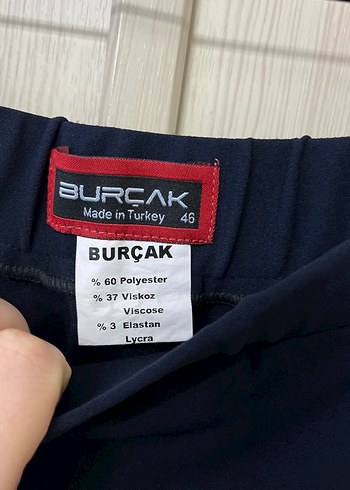 BURÇAK
Made in Turkey 46
BURÇAK
% 60 Polyester
% 37 Viskoz
Viscose
% 3 Elastan
Lycra